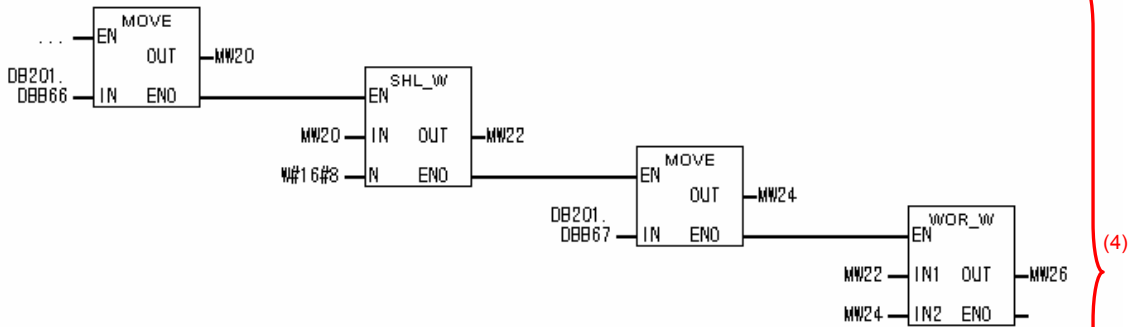 MOVE
... EN
OUT MW20
DB201.
DBB66 IN ENO
SHL_W
EN
MW20 IN OUT MW22
W#16#8 N ENO
MOVE
EN
OUT MW24
DB201.
DBB67 IN ENO
WOR_W
EN
(4)
MW22 IN1 OUT MW26
MW24 IN2 ENO